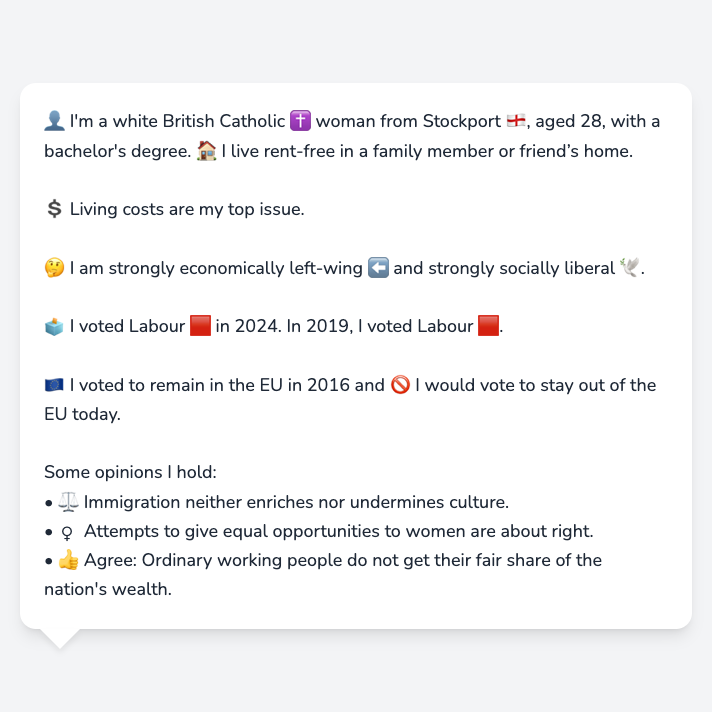 👤 I'm a white British Catholic ✝️ woman from Stockport 🏴󠁧󠁢󠁥󠁮󠁧󠁿, aged 28, with a
bachelor's degree. 🏠 I live rent-free in a family member or friend’s home.
💲 Living costs are my top issue.
🤔 I am strongly economically left-wing ⬅️ and strongly socially liberal 🕊️.
🗳️ I voted Labour 🟥 in 2024. In 2019, I voted Labour 🟥.
🇪🇺 I voted to remain in the EU in 2016 and 🚫 I would vote to stay out of the
EU today.
Some opinions I hold:
• ⚖️ Immigration neither enriches nor undermines culture.
• ♀ Attempts to give equal opportunities to women are about right.
• 👍 Agree: Ordinary working people do not get their fair share of the
nation's wealth.